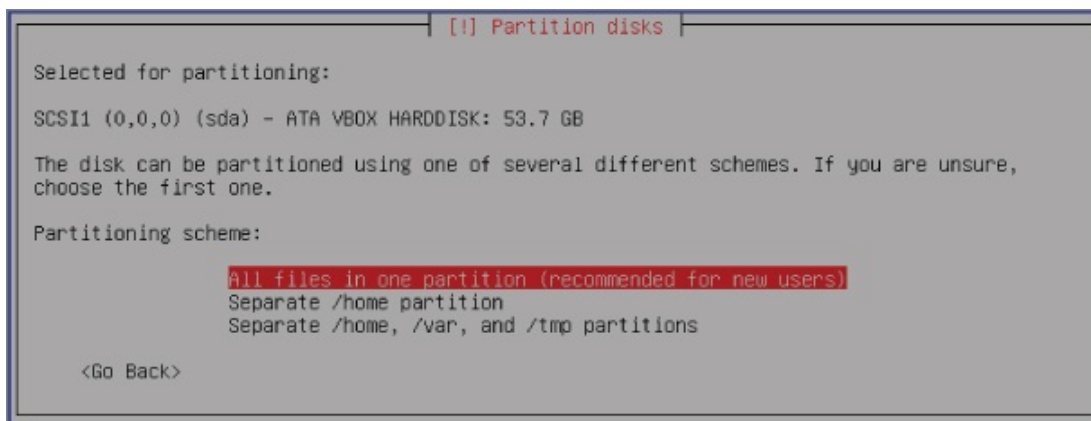 [!] Partition disks
Selected for partitioning:
SCSI1 (0,0,0) (sda) - ATA VBOX HARDDISK: 53.7 GB
The disk can be partitioned using one of several different schemes. If you are unsure,
choose the first one.
Partitioning scheme:
All files in one partition (recommended for new users)
Separate /home partition
Separate /home, /var, and /tmp partitions
<Go Back>